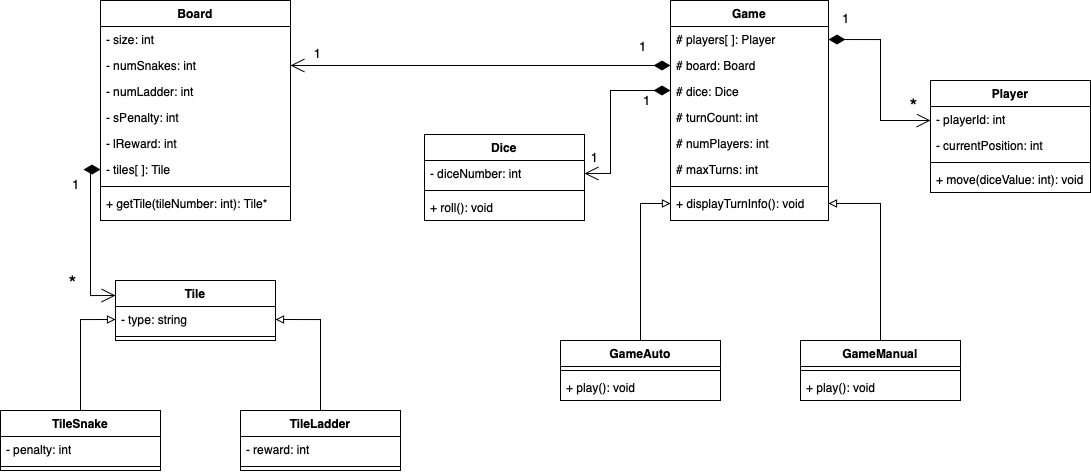 Board
- size: int
- numSnakes: int
- numLadder: int
- sPenalty: int
- lReward: int
- tiles[ ]: Tile
+ getTile(tileNumber: int): Tile*
1
*
1
1
1
1
1
*
Game
# players[ ]: Player
# board: Board
# dice: Dice
# turnCount: int
# numPlayers: int
# maxTurns: int
+ displayTurnInfo(): void
Player
- playerId: int
- currentPosition: int
+ move(diceValue: int): void
Dice
- diceNumber: int
+ roll(): void
Tile
- type: string
TileSnake
- penalty: int
TileLadder
- reward: int
GameAuto
+ play(): void
GameManual
+ play(): void